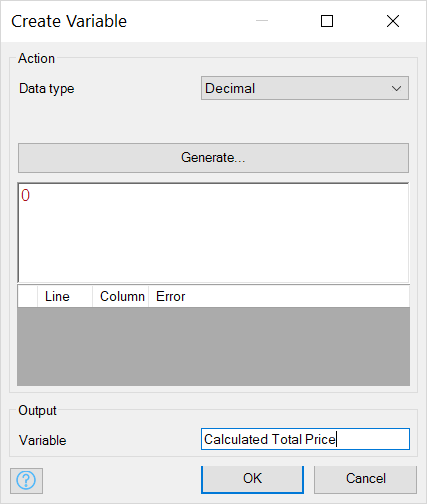 Create Variable
Action
Data type Decimal
Generate...
0
Line Column Error
Output
Variable Calculated Total Price
? OK Cancel